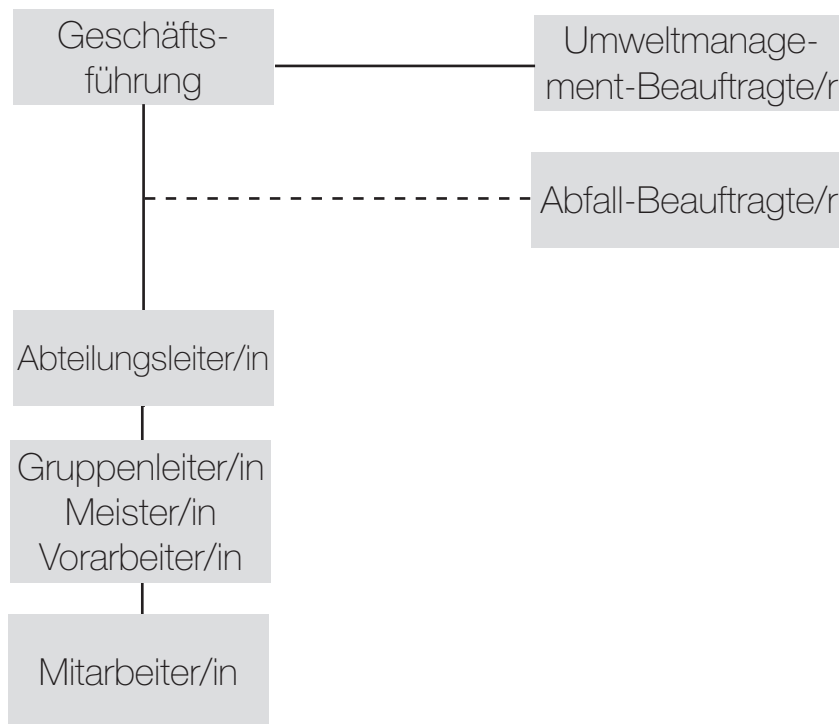 Geschäfts-
führung
Umweltmanage-
ment-Beauftragte/r
Abfall-Beauftragte/r
Abteilungsleiter/in
Gruppenleiter/in
Meister/in
Vorarbeiter/in
Mitarbeiter/in